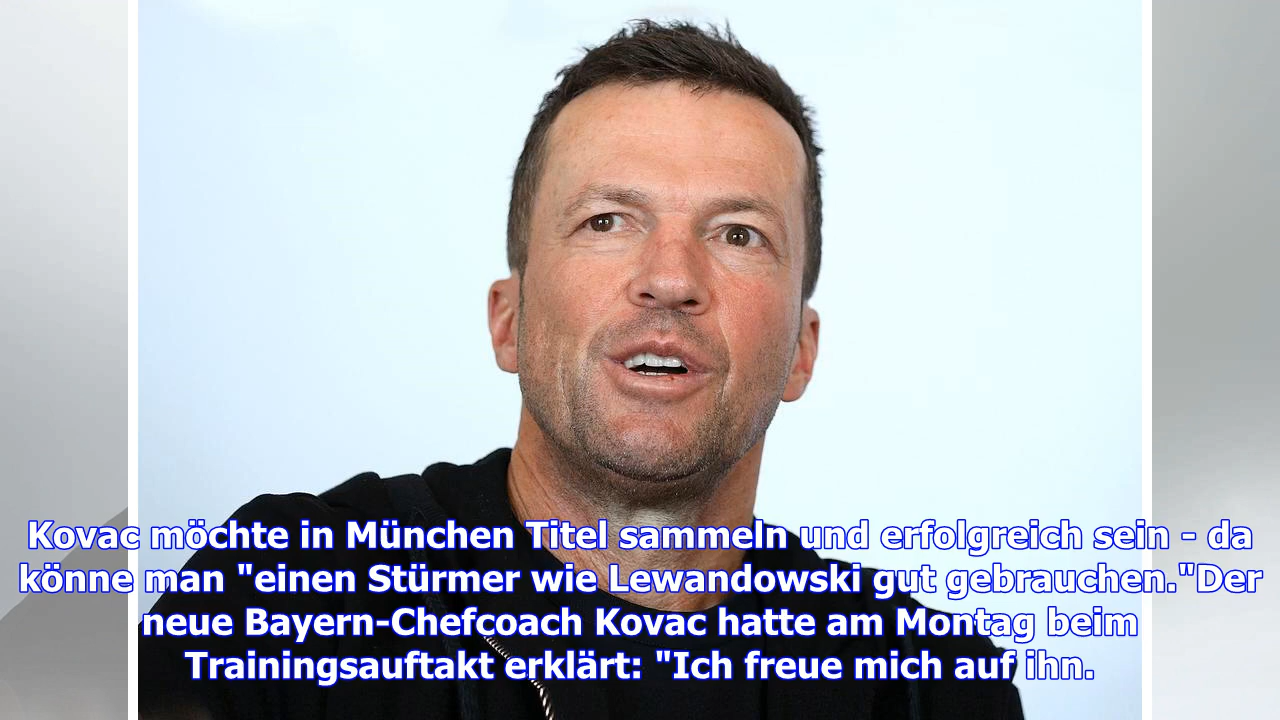 Kovac möchte in München Titel sammeln und erfolgreich sein - da
könne man "einen Stürmer wie Lewandowski gut gebrauchen."Der
neue Bayern-Chefcoach Kovac hatte am Montag beim
Trainingsauftakt erklärt: "Ich freue mich auf ihn.